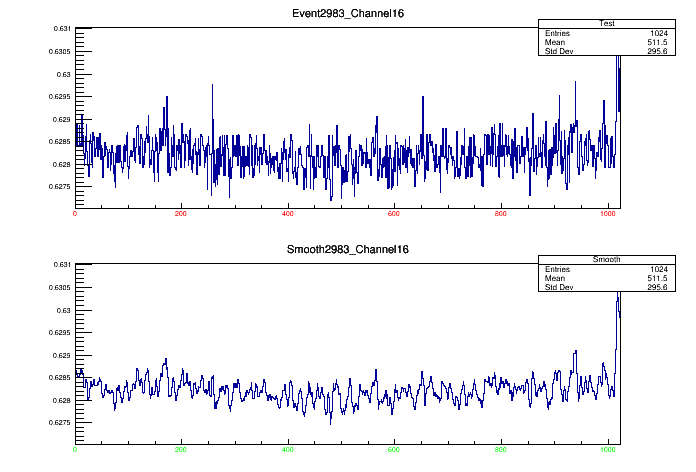 Event2983_Channel16
Test
Entries 1024
Mean 511.5
Std Dev 295.6
0.631
0.6305
0.63
0.6295
0.629
0.6285
0.628
0.6275
0 200 400 600 800 1000
Smooth2983_Channel16
Smooth
Entries 1024
Mean 511.5
Std Dev 295.6
0.631
0.6305
0.63
0.6295
0.629
0.6285
0.628
0.6275
0 200 400 600 800 1000